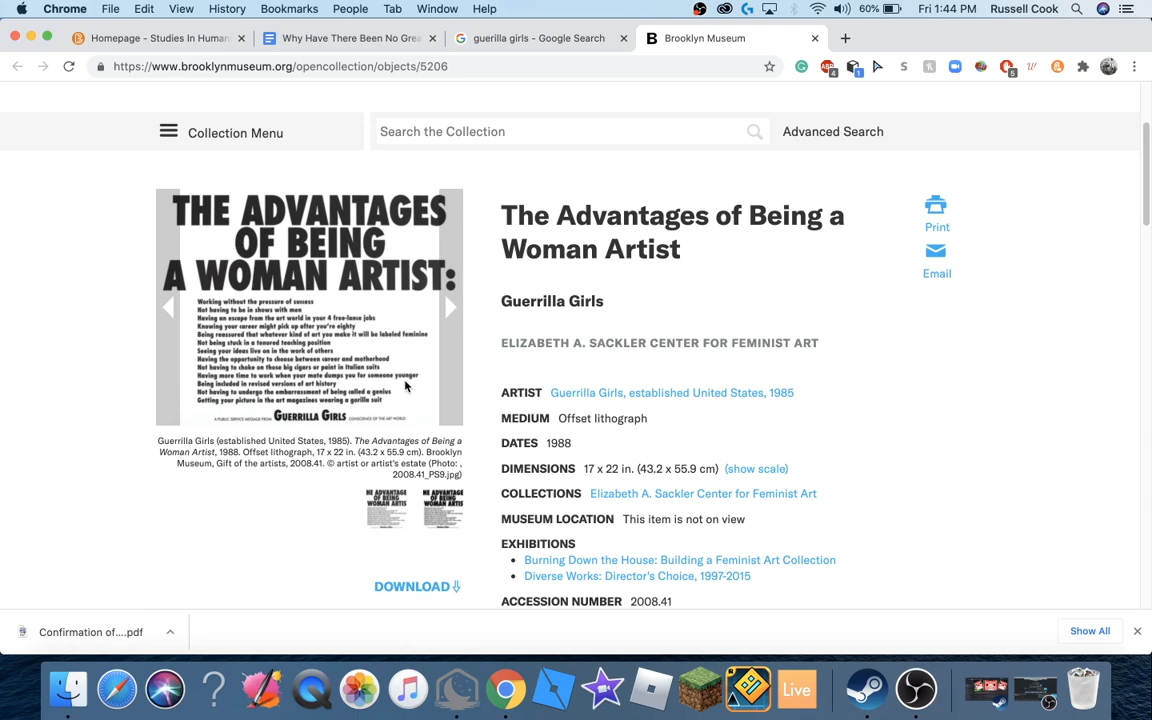 Chrome File Edit View History Bookmarks People Tab Window Help 60% Fri 1:44 PM Russell Cook
Homepage - Studies In Human
Why Have There Been No Grea
guerilla girls - Google Search
Brooklyn Museum
https://www.brooklynmuseum.org/opencollection/objects/5206
Collection Menu
Search the Collection
Advanced Search
THE ADVANTAGES
OF BEING
A WOMAN ARTIST:
Working without the pressure of success
Not having to be in shows with men
Having an escape from the art world in your 4 free-lance jobs
Knowing your career might pick up after you're eighty
Being reassured that whatever kind of art you make it will be labeled feminine
Not being stuck in a tenured teaching position
Seeing your ideas live on in the work of others
Having the opportunity to choose between career and motherhood
Not having to choke on those big cigars or paint in Italian suits
Having more time to work when your mate dumps you for someone younger
Being included in revised versions of art history
Not having to undergo the embarrassment of being called a genius
Getting your picture in the art magazines wearing a gorilla suit
A PUBLIC SERVICE MESSAGE FROM GUERRILLA GIRLS CONSCIENCE OF THE ART WORLD
Guerrilla Girls (established United States, 1985). The Advantages of Being a
Woman Artist, 1988. Offset lithograph, 17 x 22 in. (43.2 x 55.9 cm). Brooklyn
Museum, Gift of the artists, 2008.41. © artist or artist's estate (Photo: ,
2008.41_PS9.jpg)
DOWNLOAD
The Advantages of Being a
Woman Artist
Guerrilla Girls
ELIZABETH A. SACKLER CENTER FOR FEMINIST ART
ARTIST Guerrilla Girls, established United States, 1985
MEDIUM Offset lithograph
DATES 1988
DIMENSIONS 17 x 22 in. (43.2 x 55.9 cm) (show scale)
COLLECTIONS Elizabeth A. Sackler Center for Feminist Art
MUSEUM LOCATION This item is not on view
EXHIBITIONS
Burning Down the House: Building a Feminist Art Collection
Diverse Works: Director's Choice, 1997-2015
ACCESSION NUMBER 2008.41
Print
Email
Confirmation of....pdf
Show All
Live